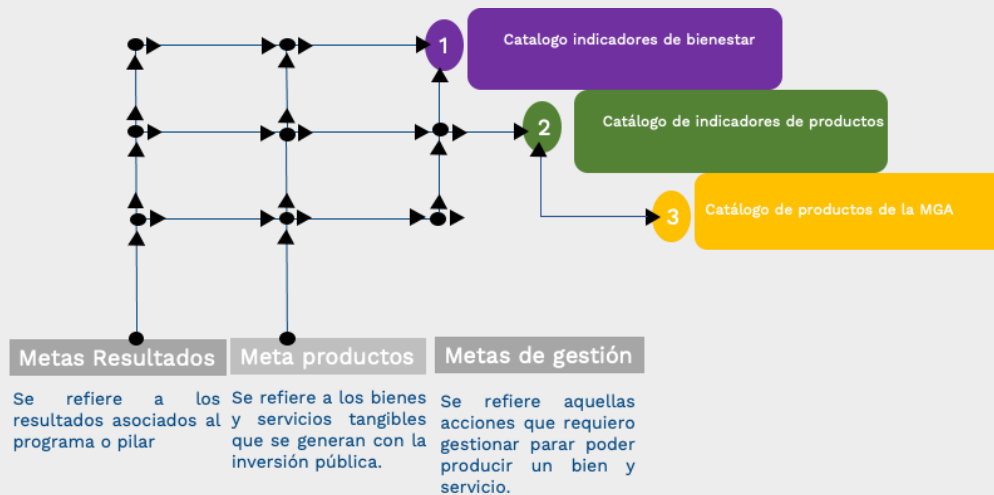 1
Catalogo indicadores de bienestar
2
Catálogo de indicadores de productos
3
Catálogo de productos de la MGA
Metas Resultados
Se refiere a los
resultados asociados al
programa o pilar
Meta productos
Se refiere a los bienes
y servicios tangibles
que se generan con la
inversión pública.
Metas de gestión
Se refiere aquellas
acciones que requiero
gestionar parar poder
producir un bien y
servicio.